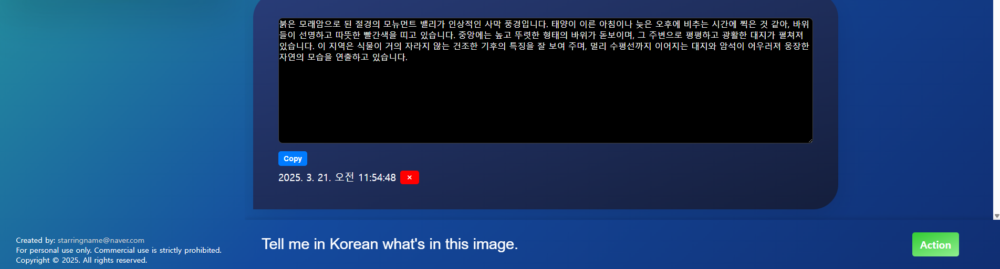 붉은 모래암으로 된 절경의 모뉴먼트 밸리가 인상적인 사막 풍경입니다. 태양이 이른 아침이나 늦은 오후에 비추는 시간에 찍은 것 같아, 바위
들이 선명하고 따뜻한 빨간색을 띠고 있습니다. 중앙에는 높고 뚜렷한 형태의 바위가 돋보이며, 그 주변으로 평평하고 광활한 대지가 펼쳐져
있습니다. 이 지역은 식물이 거의 자라지 않는 건조한 기후의 특징을 잘 보여 주며, 멀리 수평선까지 이어지는 대지와 암석이 어우러져 웅장한
자연의 모습을 연출하고 있습니다.
Copy
2025. 3. 21. 오전 11:54:48 ×
Created by: starringname@naver.com
For personal use only. Commercial use is strictly prohibited.
Copyright © 2025. All rights reserved.
Tell me in Korean what's in this image.
Action